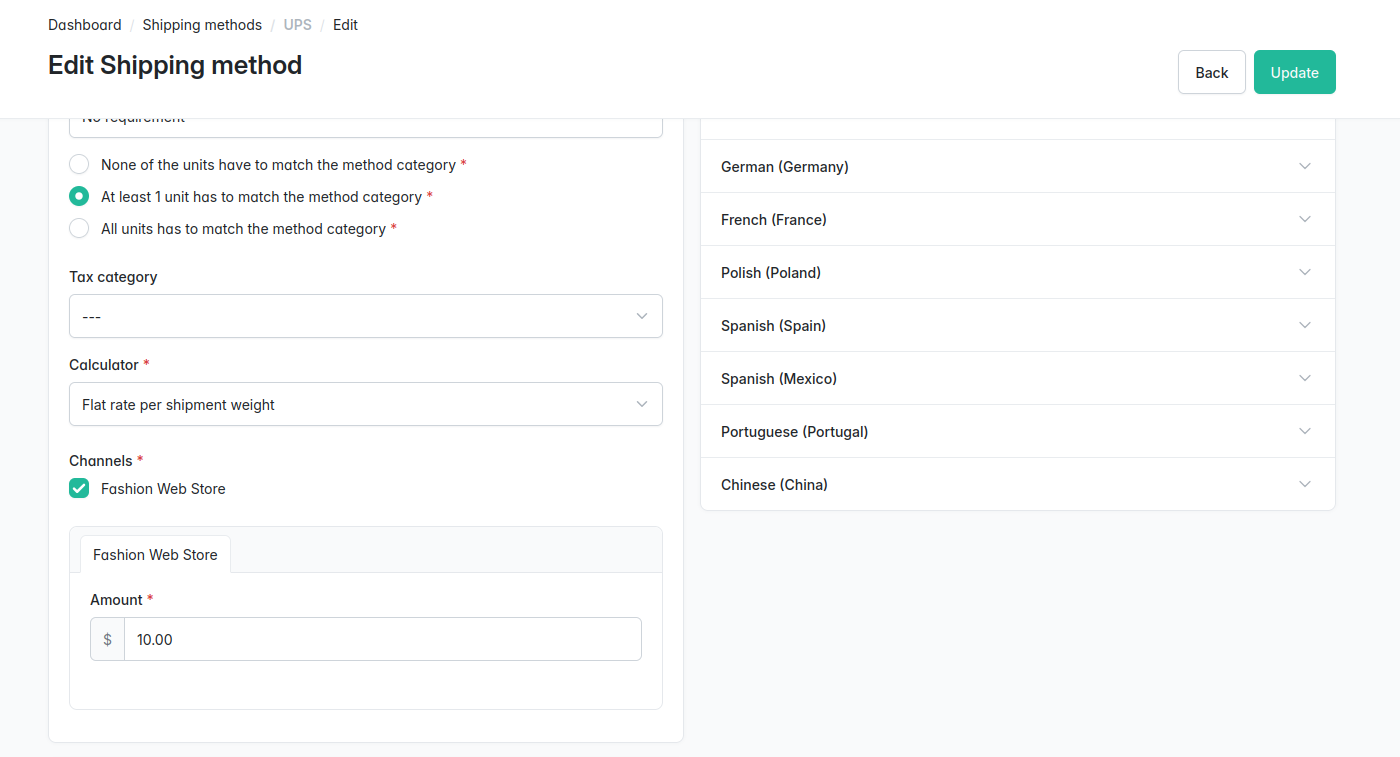 Dashboard / Shipping methods / UPS / Edit
Edit Shipping method
Back
Update
No requirement
None of the units have to match the method category *
At least 1 unit has to match the method category *
All units has to match the method category *
Tax category
---
Calculator *
Flat rate per shipment weight
Channels *
Fashion Web Store
Fashion Web Store
Amount *
$ 10.00
German (Germany)
French (France)
Polish (Poland)
Spanish (Spain)
Spanish (Mexico)
Portuguese (Portugal)
Chinese (China)